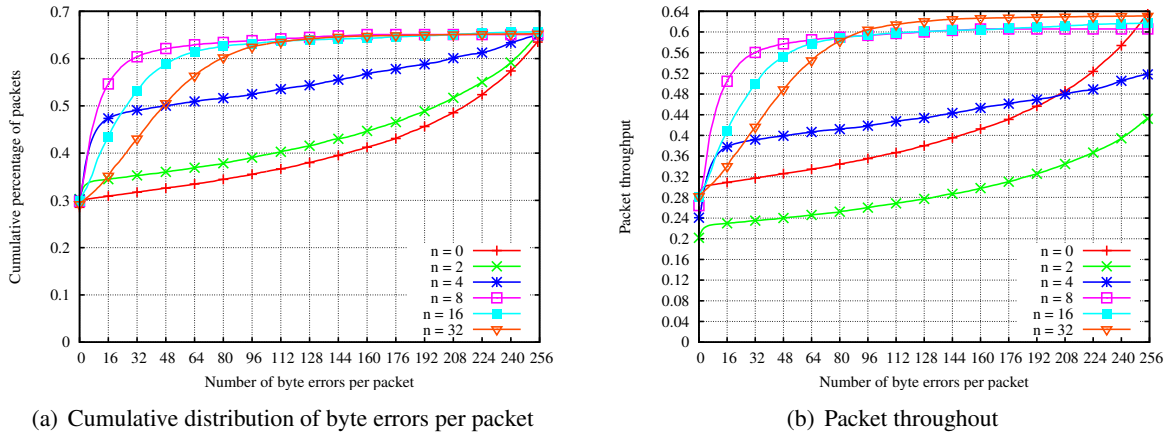 Cumulative percentage of packets
0.7
0.6
0.5
0.4
0.3
0.2
0.1
0
0 16 32 48 64 80 96 112 128 144 160 176 192 208 224 240 256
Number of byte errors per packet
n = 0
n = 2
n = 4
n = 8
n = 16
n = 32
(a) Cumulative distribution of byte errors per packet
Packet throughput
0.64
0.6
0.56
0.52
0.48
0.44
0.4
0.36
0.32
0.28
0.24
0.2
0.16
0.12
0.08
0.04
0
0 16 32 48 64 80 96 112 128 144 160 176 192 208 224 240 256
Number of byte errors per packet
n = 0
n = 2
n = 4
n = 8
n = 16
n = 32
(b) Packet throughout